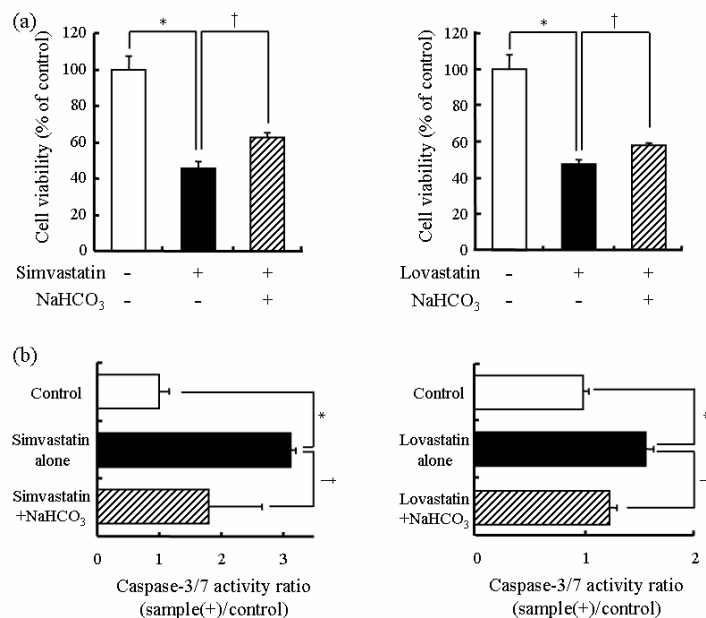 (a)
* †
Cell viability (% of control)
120
100
80
60
40
20
0
Simvastatin - + +
NaHCO3 - - +
* †
Cell viability (% of control)
120
100
80
60
40
20
0
Lovastatin - + +
NaHCO3 - - +
(b)
Control
Simvastatin
alone
Simvastatin
+NaHCO3
*
†
0 1 2 3
Caspase-3/7 activity ratio
(sample(+)/control)
Control
Lovastatin
alone
Lovastatin
+NaHCO3
0 1 2
Caspase-3/7 activity ratio
(sample(+)/control)